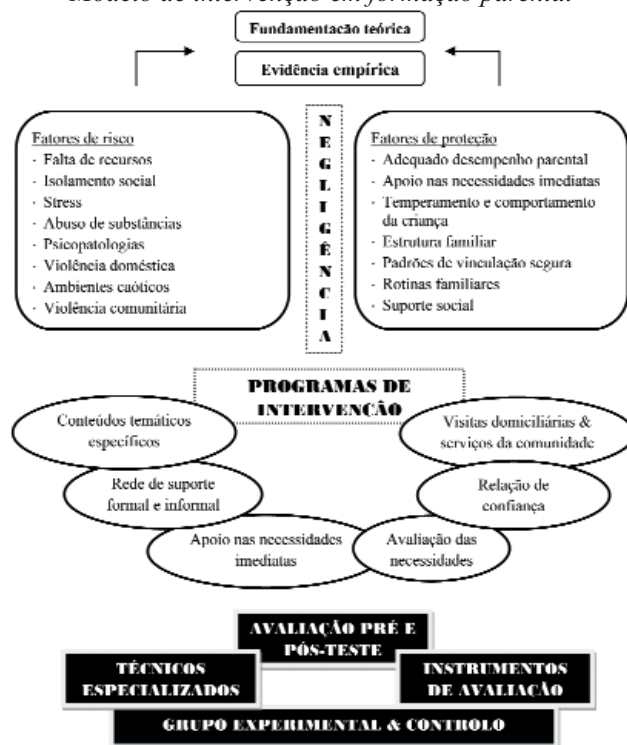 Modelo de intervenção em formação parental
Fundamentação teórica
Evidência empírica
Fatores de risco
· Falta de recursos
· Isolamento social
· Stress
· Abuso de substâncias
· Psicopatologias
· Violência doméstica
· Ambientes caóticos
· Violência comunitária
NEGLIGÊNCIA
Fatores de proteção
· Adequado desempenho parental
· Apoio nas necessidades imediatas
· Temperamento e comportamento
da criança
· Estrutura familiar
· Padrões de vinculação segura
· Rotinas familiares
· Suporte social
PROGRAMAS DE
INTERVENÇÃO
Conteúdos temáticos
específicos
Visitas domiciliárias &
serviços da comunidade
Rede de suporte
formal e informal
Relação de
confiança
Apoio nas necessidades
imediatas
Avaliação das
necessidades
AVALIAÇÃO PRÉ E
PÓS-TESTE
TÉCNICOS
ESPECIALIZADOS
INSTRUMENTOS
DE AVALIAÇÃO
GRUPO EXPERIMENTAL & CONTROLO